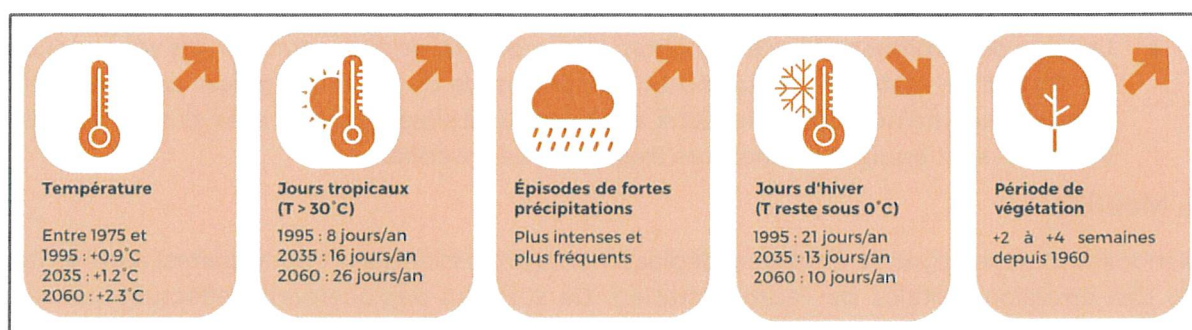 Température
Entre 1975 et
1995 : +0.9°C
2035 : +1.2°C
2060 : +2.3°C
Jours tropicaux
(T > 30°C)
1995 : 8 jours/an
2035 : 16 jours/an
2060 : 26 jours/an
Épisodes de fortes
précipitations
Plus intenses et
plus fréquents
Jours d'hiver
(T reste sous 0°C)
1995 : 21 jours/an
2035 : 13 jours/an
2060 : 10 jours/an
Période de
végétation
+2 à +4 semaines
depuis 1960